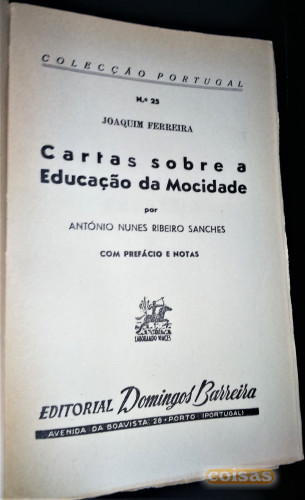 COLECÇÃO PORTUGAL
N.º 25
JOAQUIM FERREIRA
Cartas sobre a
Educação da Mocidade
por
ANTÓNIO NUNES RIBEIRO SANCHES
COM PREFÁCIO E NOTAS
LABORANDO VINCES
EDITORIAL Domingos Barreira
AVENIDA DA BOAVISTA, 28 - PORTO (PORTUGAL)
coisas